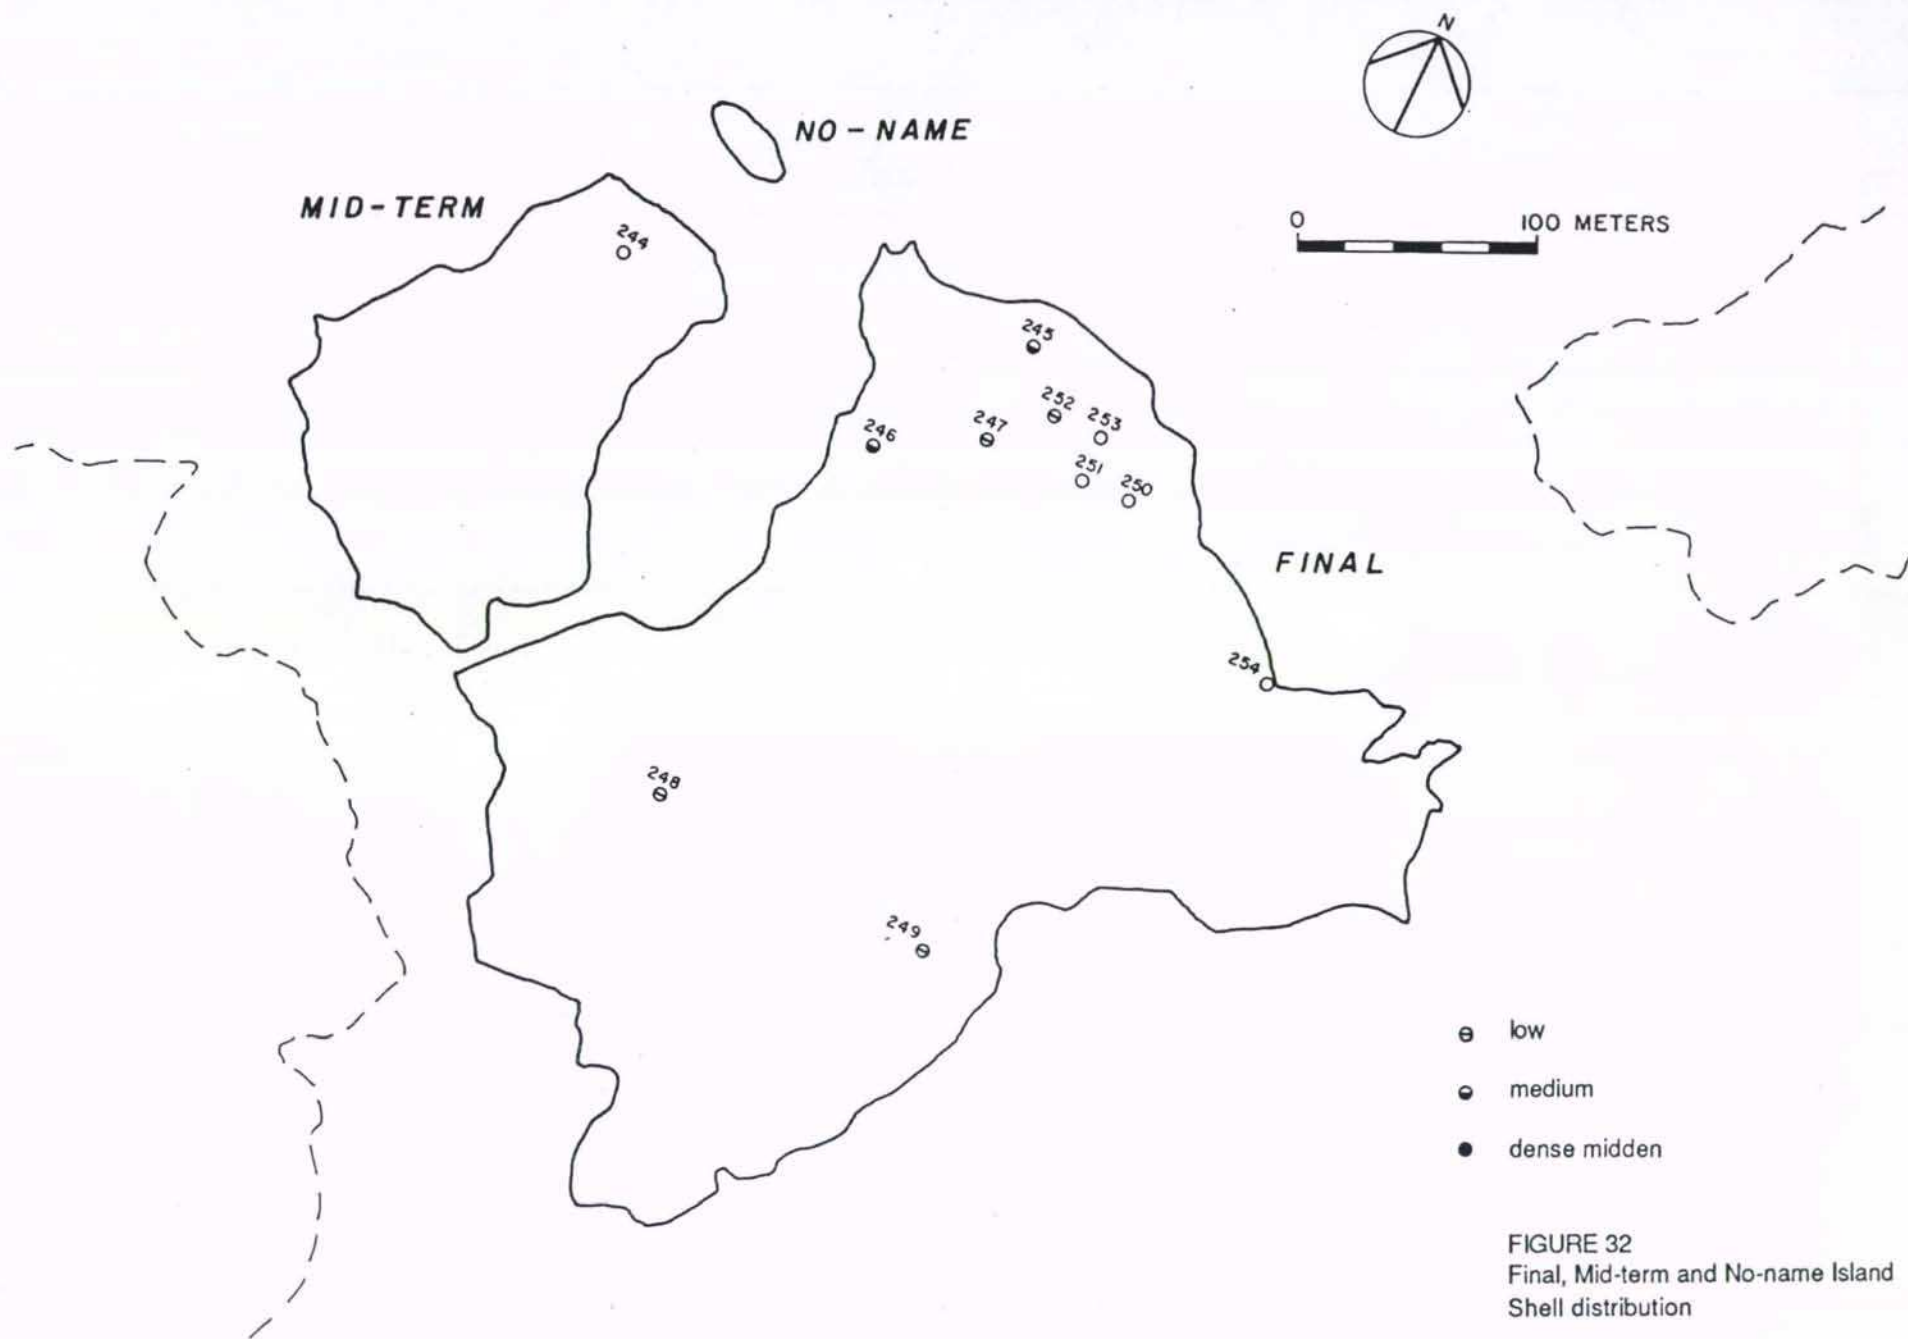 N
NO - NAME
MID - TERM
0 100 METERS
244
245
252
253
246
247
251
250
FINAL
254
248
249
low
medium
dense midden
FIGURE 32
Final, Mid-term and No-name Island
Shell distribution